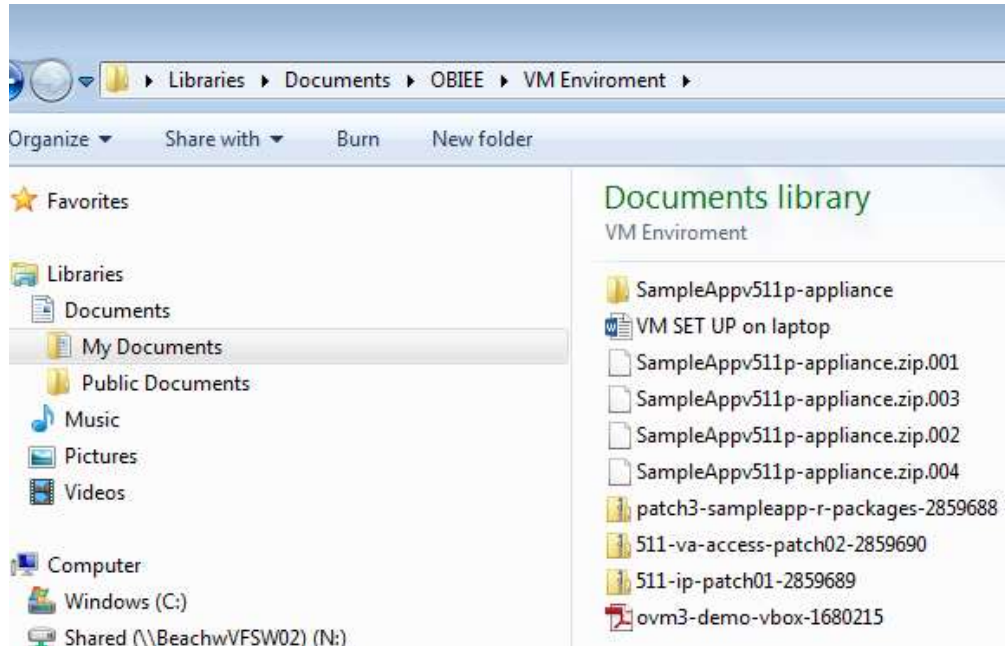 Libraries Documents OBIEE VM Enviroment
Organize Share with Burn New folder
Favorites
Libraries
Documents
My Documents
Public Documents
Music
Pictures
Videos
Computer
Windows (C:)
Shared (\\BeachwVFSW02) (N:)
Documents library
VM Enviroment
SampleAppv511p-appliance
VM SET UP on laptop
SampleAppv511p-appliance.zip.001
SampleAppv511p-appliance.zip.003
SampleAppv511p-appliance.zip.002
SampleAppv511p-appliance.zip.004
patch3-sampleapp-r-packages-2859688
511-va-access-patch02-2859690
511-ip-patch01-2859689
ovm3-demo-vbox-1680215